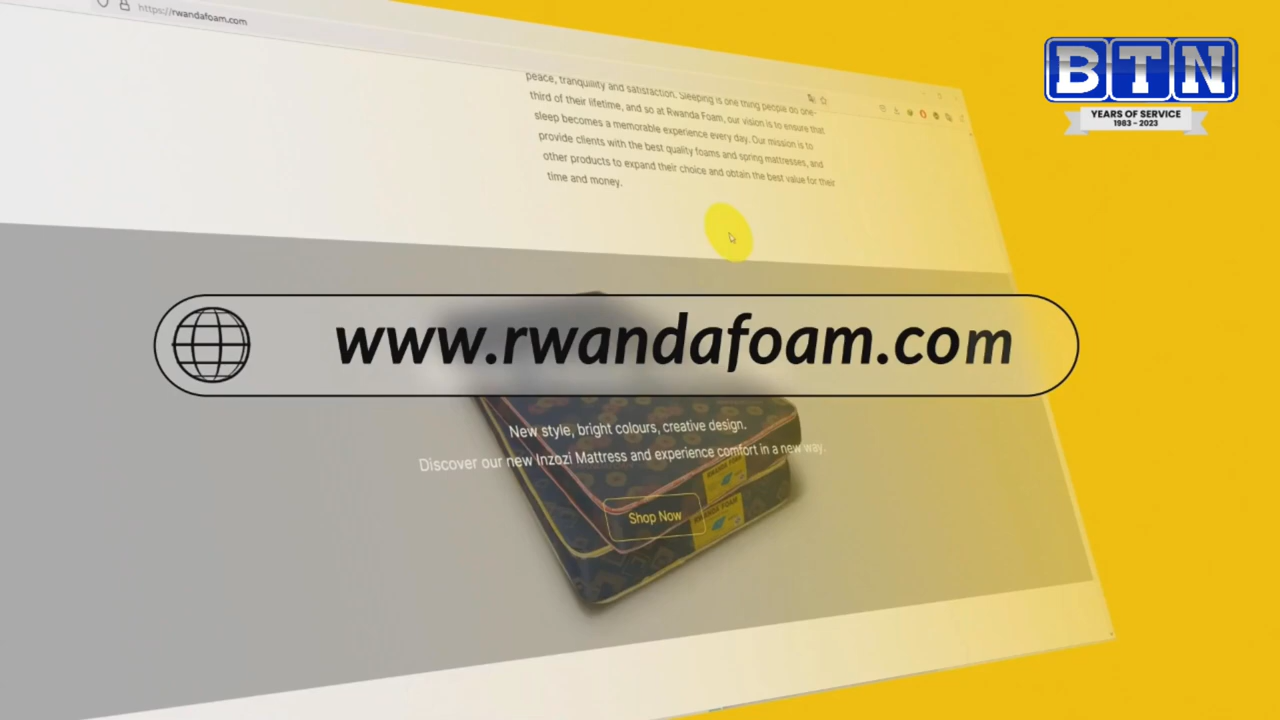 https://rwandafoam.com
BTN
YEARS OF SERVICE
1983 - 2023
peace, tranquility and satisfaction. Sleeping is one thing people do one-
third of their lifetime, and so at Rwanda Foam, our vision is to ensure that
sleep becomes a memorable experience every day. Our mission is to
provide clients with the best quality foams and spring mattresses, and
other products to expand their choice and obtain the best value for their
time and money.
www.rwandafoam.com
New style, bright colours, creative design.
Discover our new Inzozi Mattress and experience comfort in a new way.
Shop Now
RWANDA FOAM
RWANDA FOAM